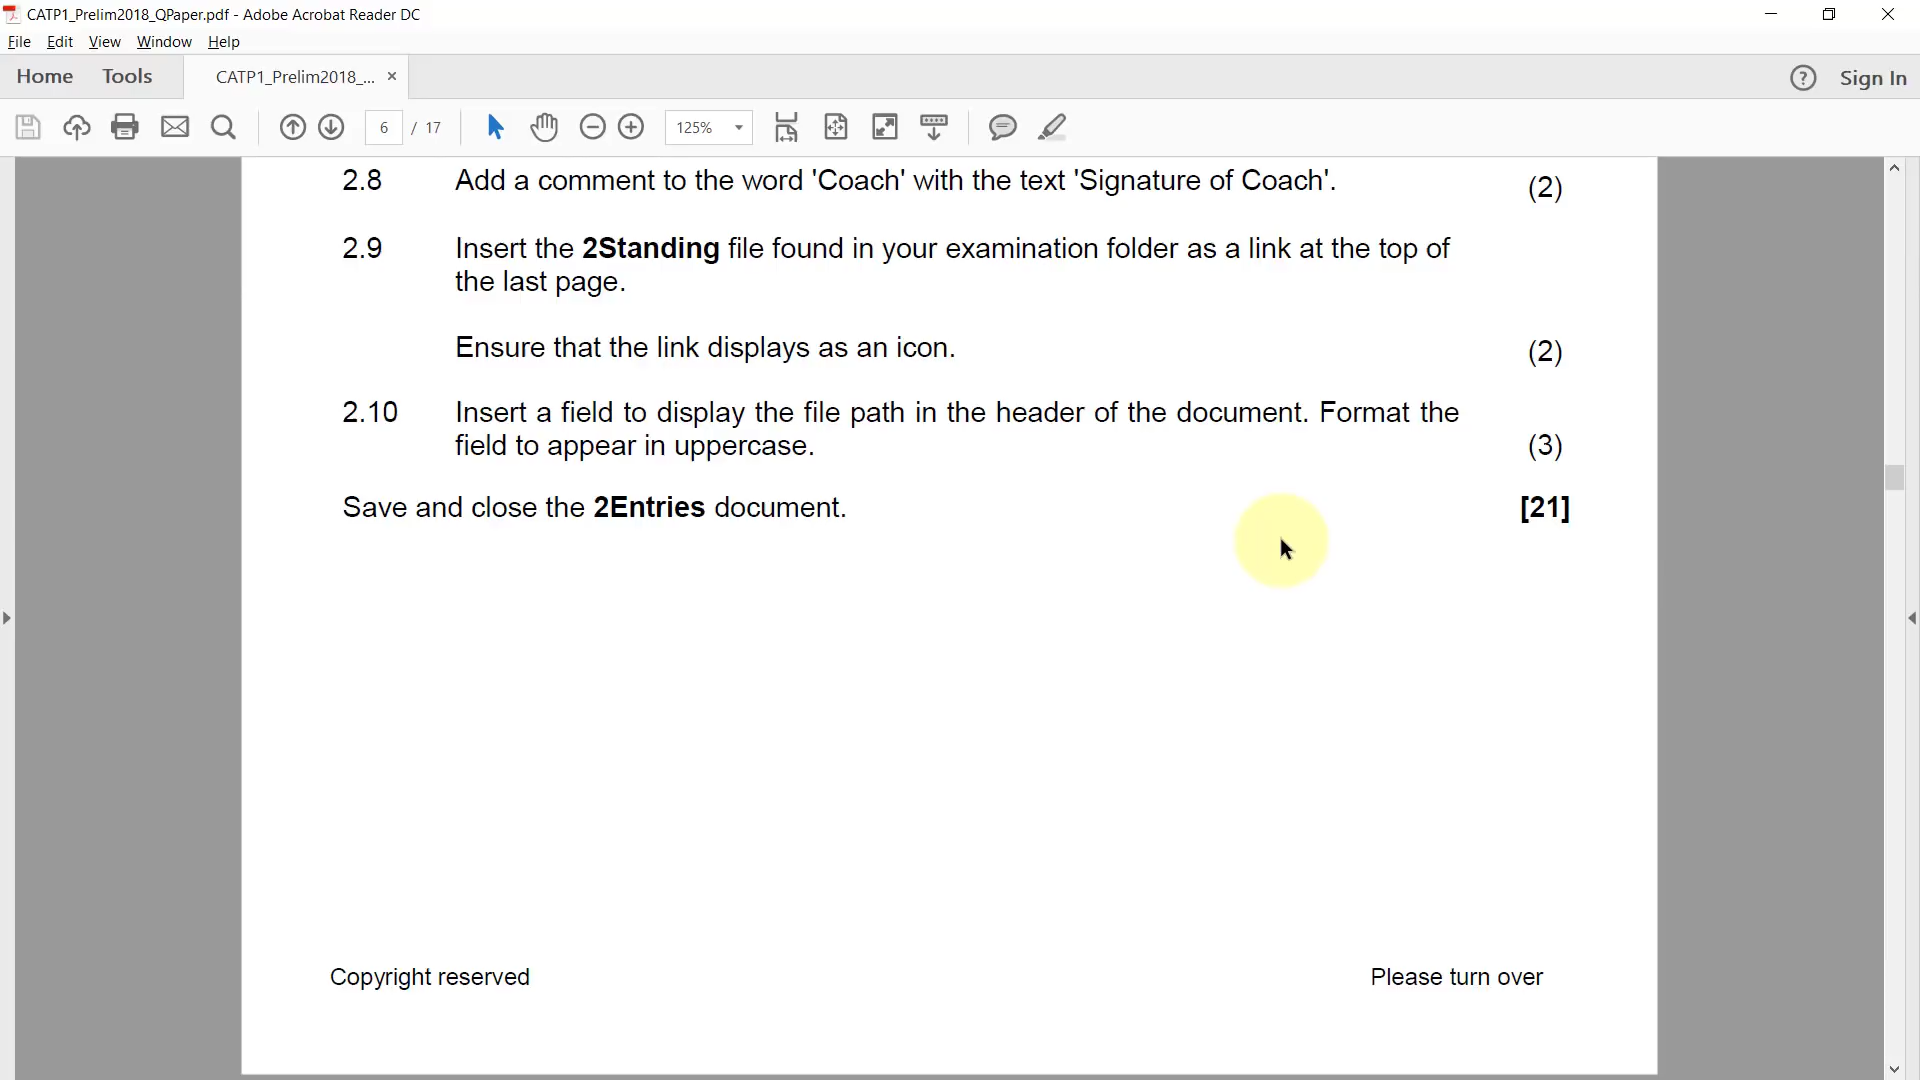 CATP1_Prelim2018_QPaper.pdf - Adobe Acrobat Reader DC
File Edit View Window Help
Home Tools CATP1_Prelim2018_... × Sign In
6 / 17 125%
2.8 Add a comment to the word 'Coach' with the text 'Signature of Coach'. (2)
2.9 Insert the 2Standing file found in your examination folder as a link at the top of
the last page.
Ensure that the link displays as an icon. (2)
2.10 Insert a field to display the file path in the header of the document. Format the
field to appear in uppercase. (3)
Save and close the 2Entries document. [21]
Copyright reserved Please turn over